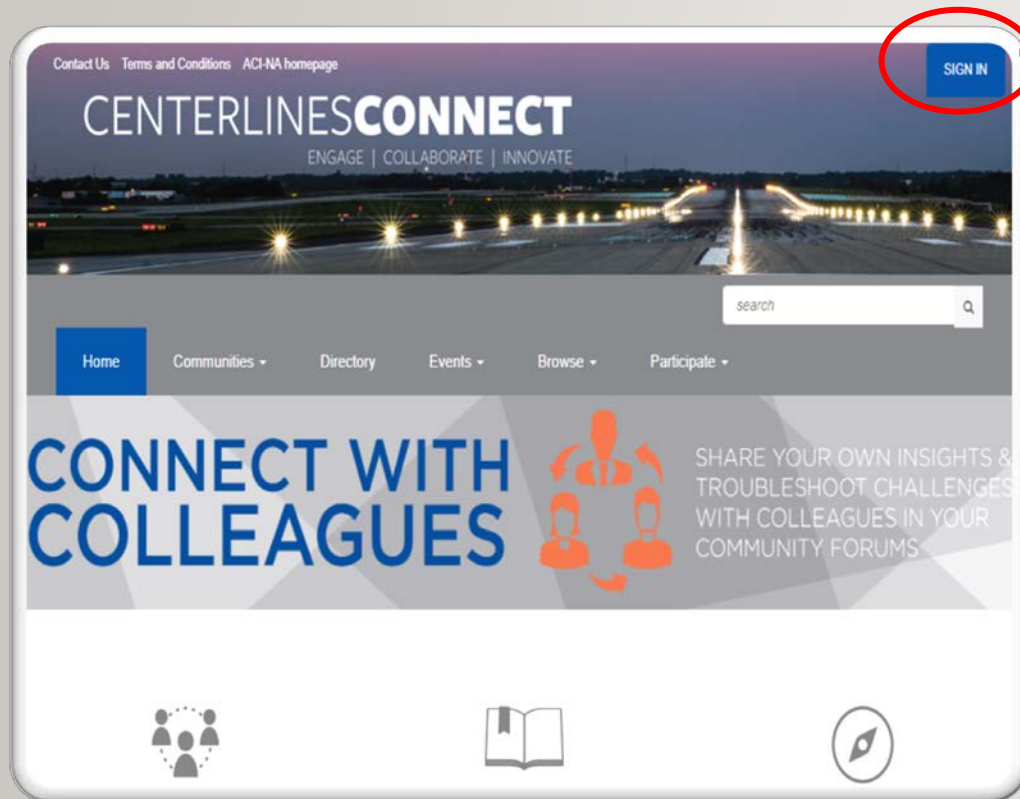 Contact Us Terms and Conditions ACI-NA homepage
SIGN IN
CENTERLINESCONNECT
ENGAGE | COLLABORATE | INNOVATE
search
Home Communities Directory Events Browse Participate
CONNECT WITH
COLLEAGUES
SHARE YOUR OWN INSIGHTS &
TROUBLESHOOT CHALLENGES
WITH COLLEAGUES IN YOUR
COMMUNITY FORUMS